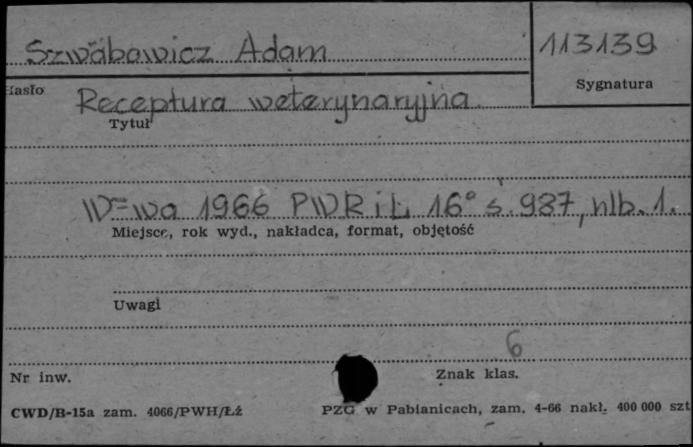 Szwabowicz Adam 113139
Hasło Sygnatura
Receptura weterynaryjna
Tytuł
W-wa 1966 PWRiL 16° s. 987, nlb. 1.
Miejsce, rok wyd., nakładca, format, objętość
Uwagi
6
Nr inw. Znak klas.
CWD/B-15a zam. 4066/PWH/Łź PZG w Pabianicach, zam. 4-66 nakł. 400 000 szt